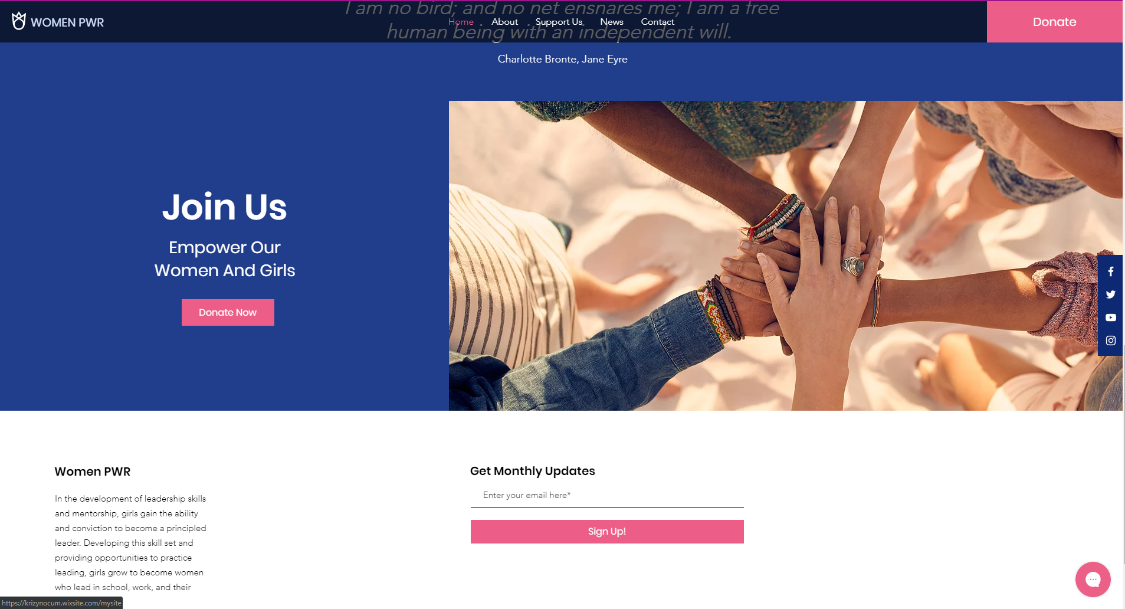 I am no bird; and no net ensnares me; I am a free
WOMEN PWR
Home About Support Us, News Contact
Donate
human being with an independent will.
Charlotte Bronte, Jane Eyre
Join Us
Empower Our
Women And Girls
Donate Now
Women PWR
In the development of leadership skills
and mentorship, girls gain the ability
and conviction to become a principled
leader. Developing this skill set and
providing opportunities to practice
leading, girls grow to become women
who lead in school, work, and their
Get Monthly Updates
Enter your email here*
Sign Up!
https://krizynocum.wixsite.com/mysite